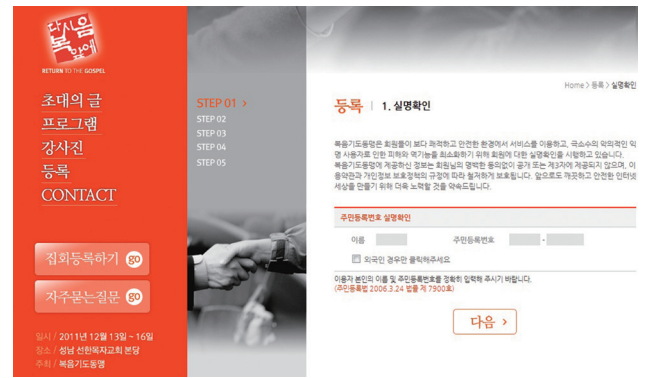 다시 복음 앞에
RETURN TO THE GOSPEL
초대의 글
프로그램
강사진
등록
CONTACT
집회등록하기 go
자주묻는질문 go
일시 / 2011년 12월 13일 ~ 16일
장소 / 성남 선한목자교회 본당
주최 / 복음기도동맹
STEP 01 >
STEP 02
STEP 03
STEP 04
STEP 05
Home > 등록 > 실명확인
등록 | 1. 실명확인
복음기도동맹은 회원들이 보다 쾌적하고 안전한 환경에서 서비스를 이용하고, 극소수의 악의적인 익
명 사용자로 인한 피해와 역기능을 최소화하기 위해 회원에 대한 실명확인을 시행하고 있습니다.
복음기도동맹에 제공하신 정보는 회원님의 명백한 동의없이 공개 또는 제3자에 제공되지 않으며, 이
용약관과 개인정보 보호정책의 규정에 따라 철저하게 보호됩니다. 앞으로도 깨끗하고 안전한 인터넷
세상을 만들기 위해 더욱 노력할 것을 약속드립니다.
주민등록번호 실명확인
이름 주민등록번호 -
외국인 경우만 클릭해주세요
이용자 본인의 이름 및 주민등록번호를 정확히 입력해 주시기 바랍니다.
(주민등록법 2006.3.24 법률 제 7900호)
다음 >